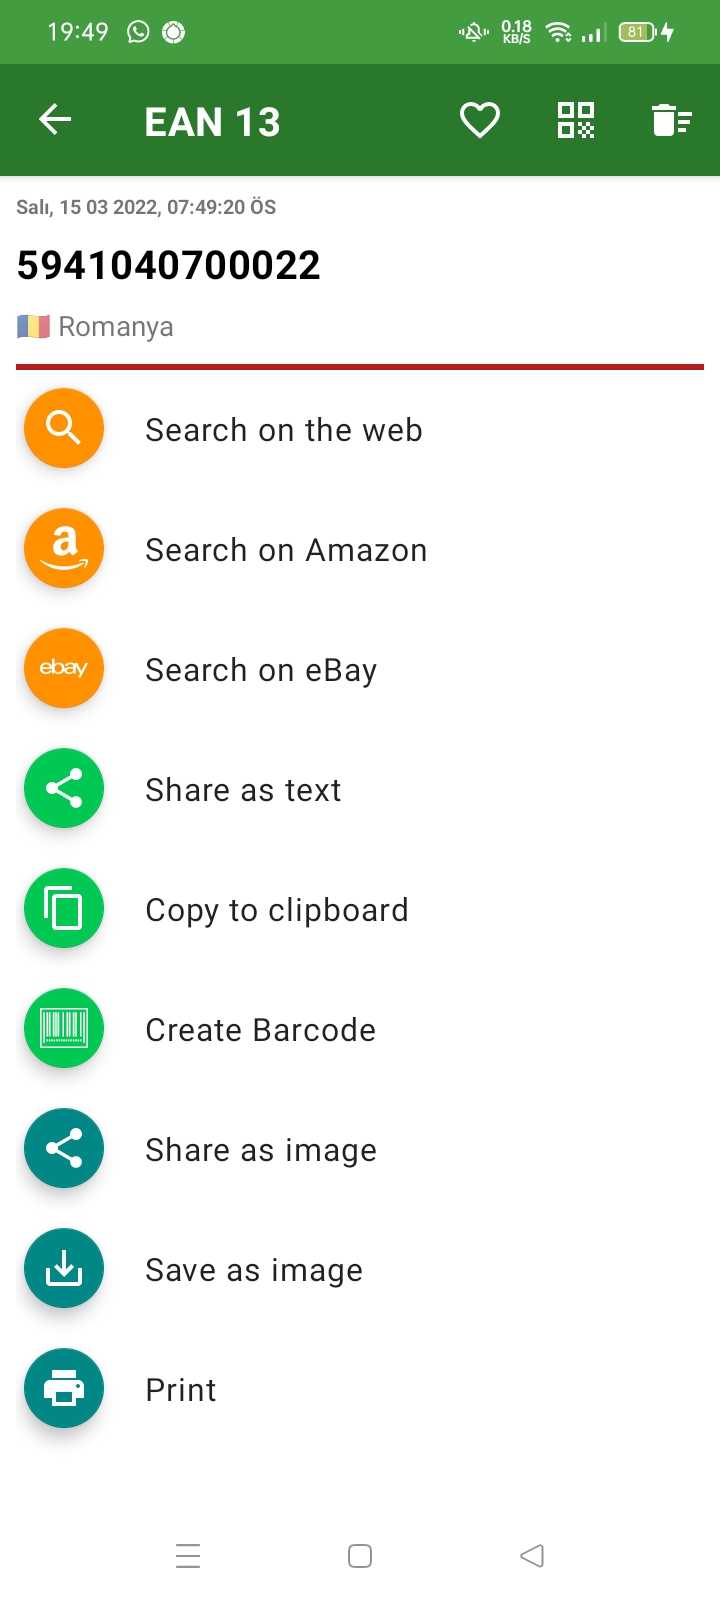 19:49
0.18
KB/S
81
EAN 13
Salı, 15 03 2022, 07:49:20 ÖS
5941040700022
Romanya
Search on the web
a
Search on Amazon
ebay
Search on eBay
Share as text
Copy to clipboard
Create Barcode
Share as image
Save as image
Print